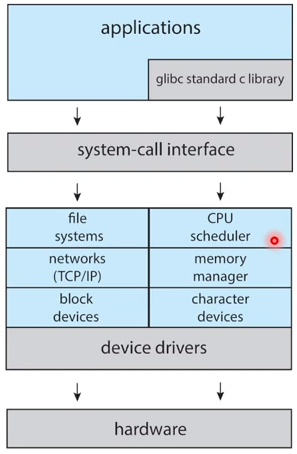 applications
glibc standard c library
system-call interface
file
systems
CPU
scheduler
networks
(TCP/IP)
memory
manager
block
devices
character
devices
device drivers
hardware